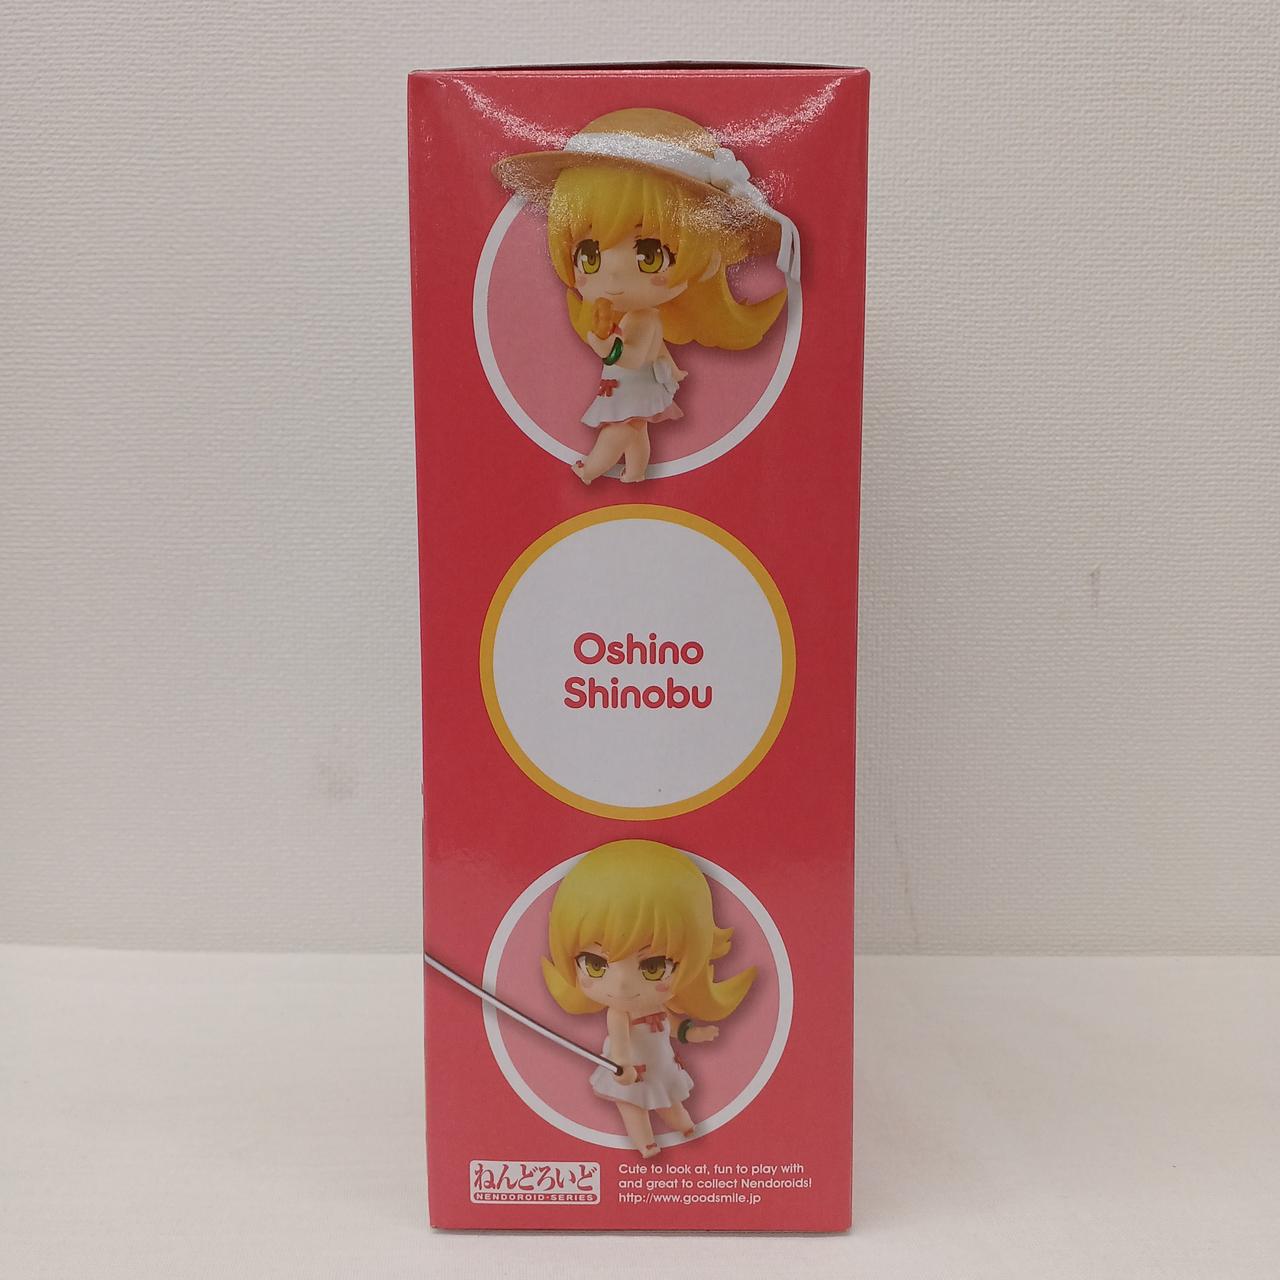 Oshino
Shinobu
ねんどろいど
NENDOROID-SERIES
Cute to look at, fun to play with
and great to collect Nendoroids!
http://www.goodsmile.jp